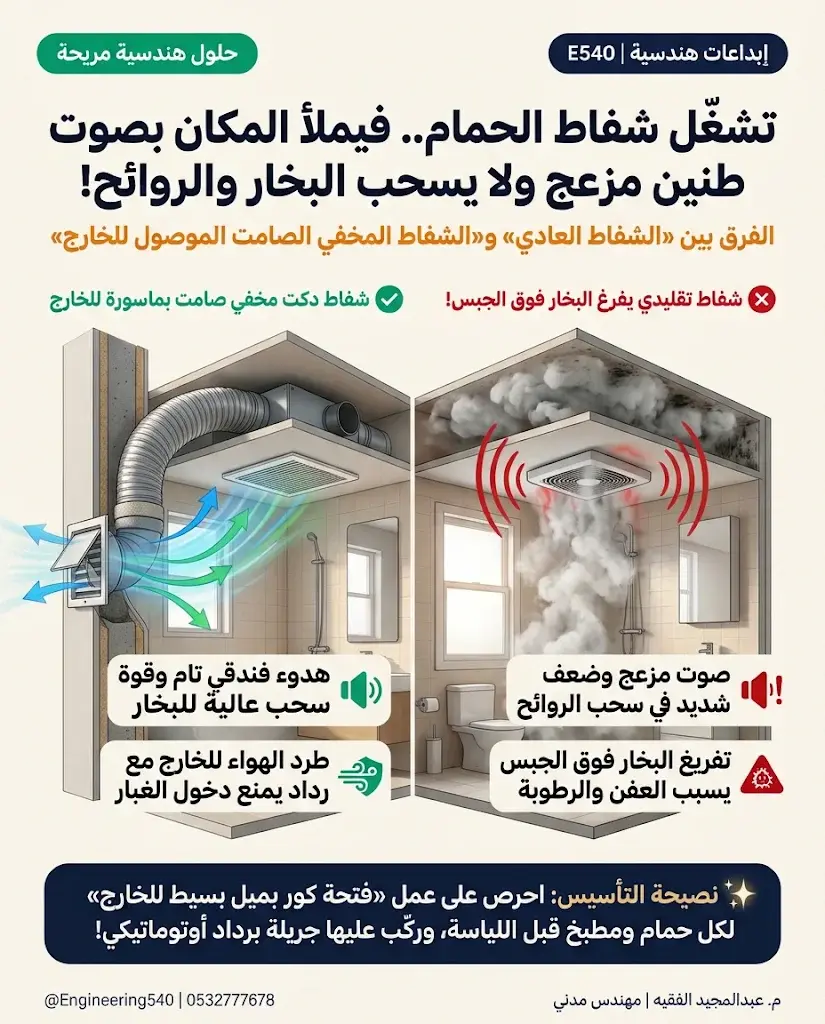 إبداعات هندسية | E540
حلول هندسية مريحة
تشغّل شفاط الحمام.. فيملأ المكان بصوت
طنين مزعج ولا يسحب البخار والروائح!
الفرق بين «الشفاط العادي» و«الشفاط المخفي الصامت الموصول للخارج»
شفاط تقليدي يفرغ البخار فوق الجبس!
شفاط دكت مخفي صامت بماسورة للخارج
صوت مزعج وضعف
شديد في سحب الروائح
تفريغ البخار فوق الجبس
يسبب العفن والرطوبة
هدوء فندقي تام وقوة
سحب عالية للبخار
طرد الهواء للخارج مع
رداد يمنع دخول الغبار
نصيحة التأسيس: احرص على عمل «فتحة كور بميل بسيط للخارج»
لكل حمام ومطبخ قبل اللياسة، وركّب عليها جريلة برداد أوتوماتيكي!
م. عبدالمجيد الفقيه | مهندس مدني
@Engineering540 | 0532777678